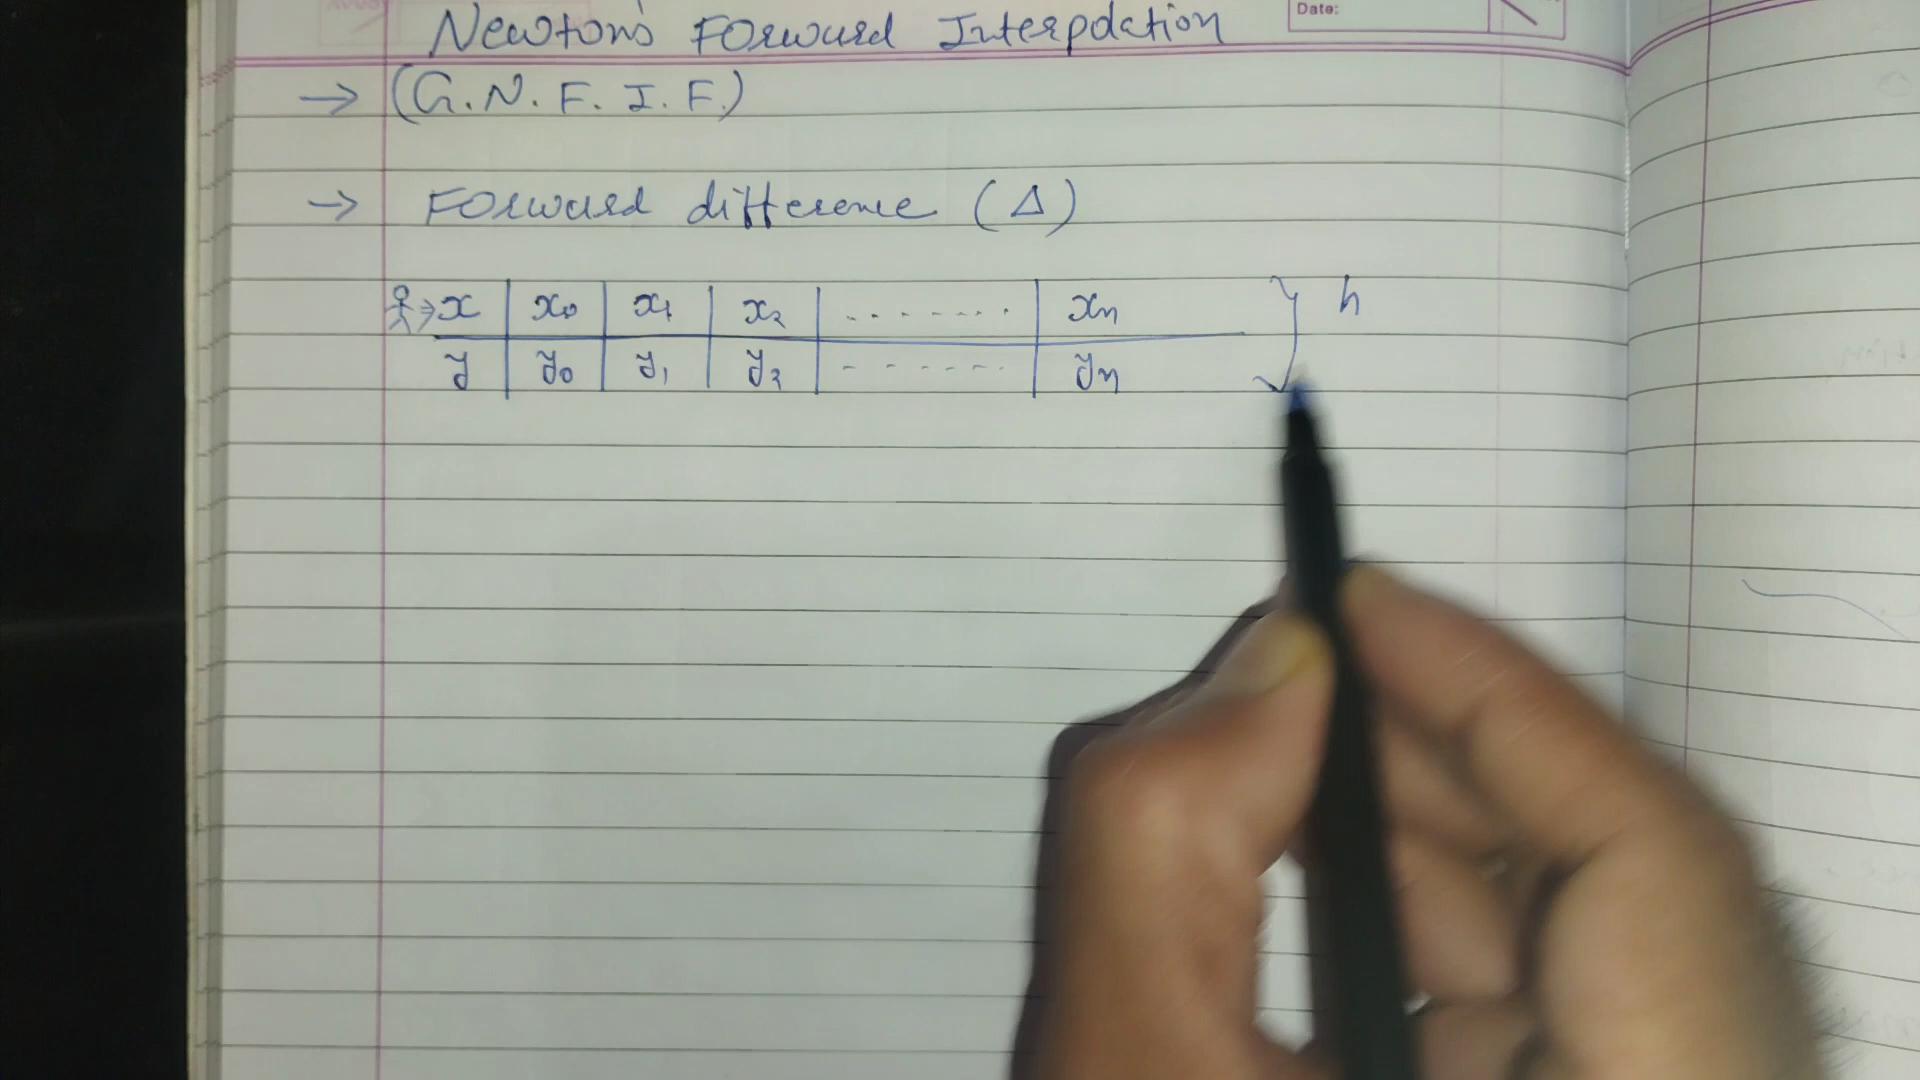 Date:
Newton's Forward Interpolation
→ (G.N.F.I.F.)
→ Forward difference (Δ)
x | x₀ | x₁ | x₂ | ........ | xₙ } h
y | y₀ | y₁ | y₂ | ------- | yₙ